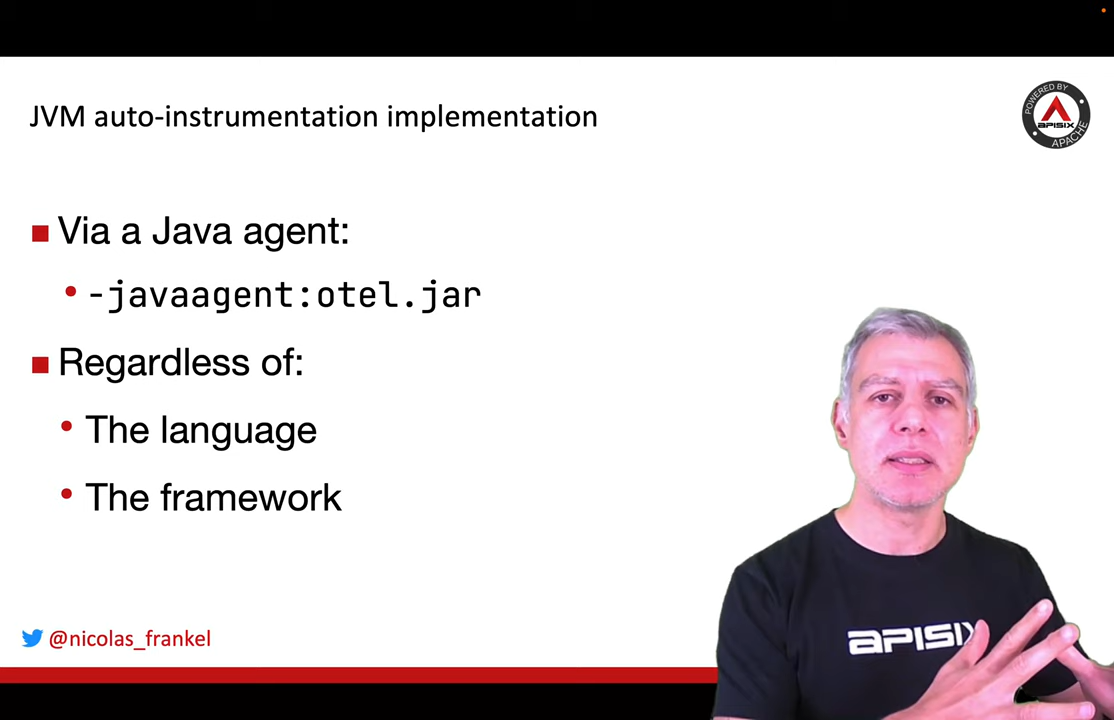 JVM auto-instrumentation implementation
POWERED BY
APISIX
APACHE
Via a Java agent:
-javaagent:otel.jar
Regardless of:
The language
The framework
APISIX
@nicolas_frankel